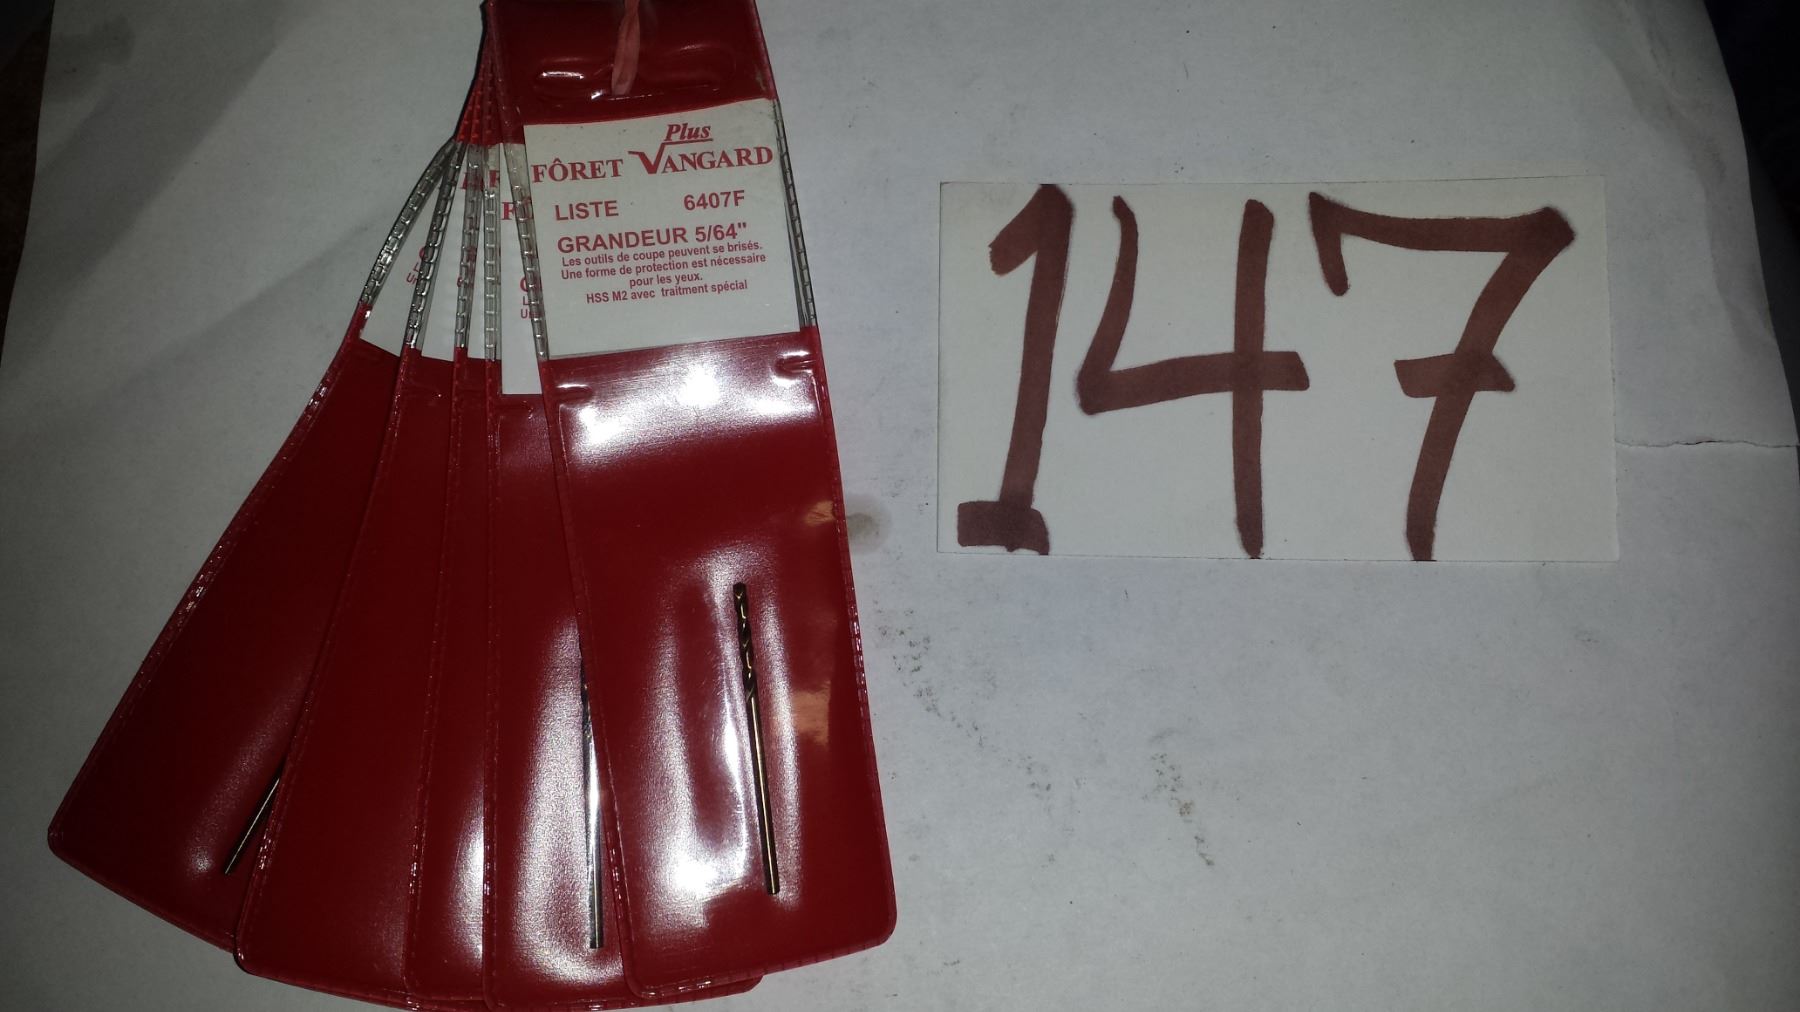 Plus
FÔRET VANGARD
LISTE 6407F
GRANDEUR 5/64"
Les outils de coupe peuvent se brisés.
Une forme de protection est nécessaire
pour les yeux.
HSS M2 avec traitment spécial
147